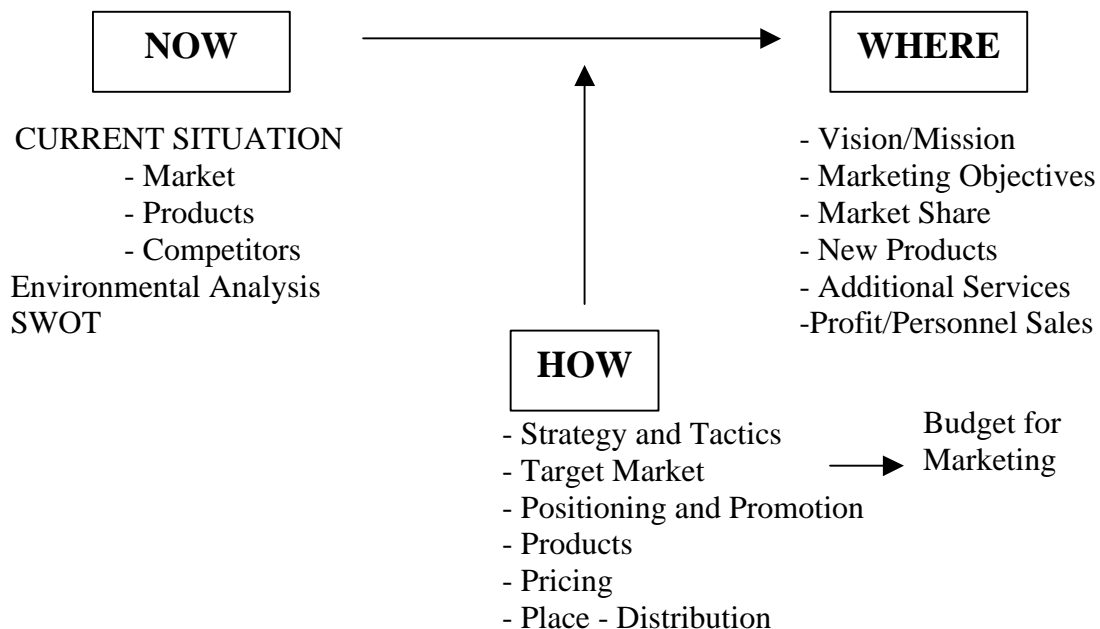 NOW
CURRENT SITUATION
- Market
- Products
- Competitors
Environmental Analysis
SWOT
WHERE
- Vision/Mission
- Marketing Objectives
- Market Share
- New Products
- Additional Services
-Profit/Personnel Sales
HOW
- Strategy and Tactics
- Target Market
- Positioning and Promotion
- Products
- Pricing
- Place - Distribution
Budget for
Marketing